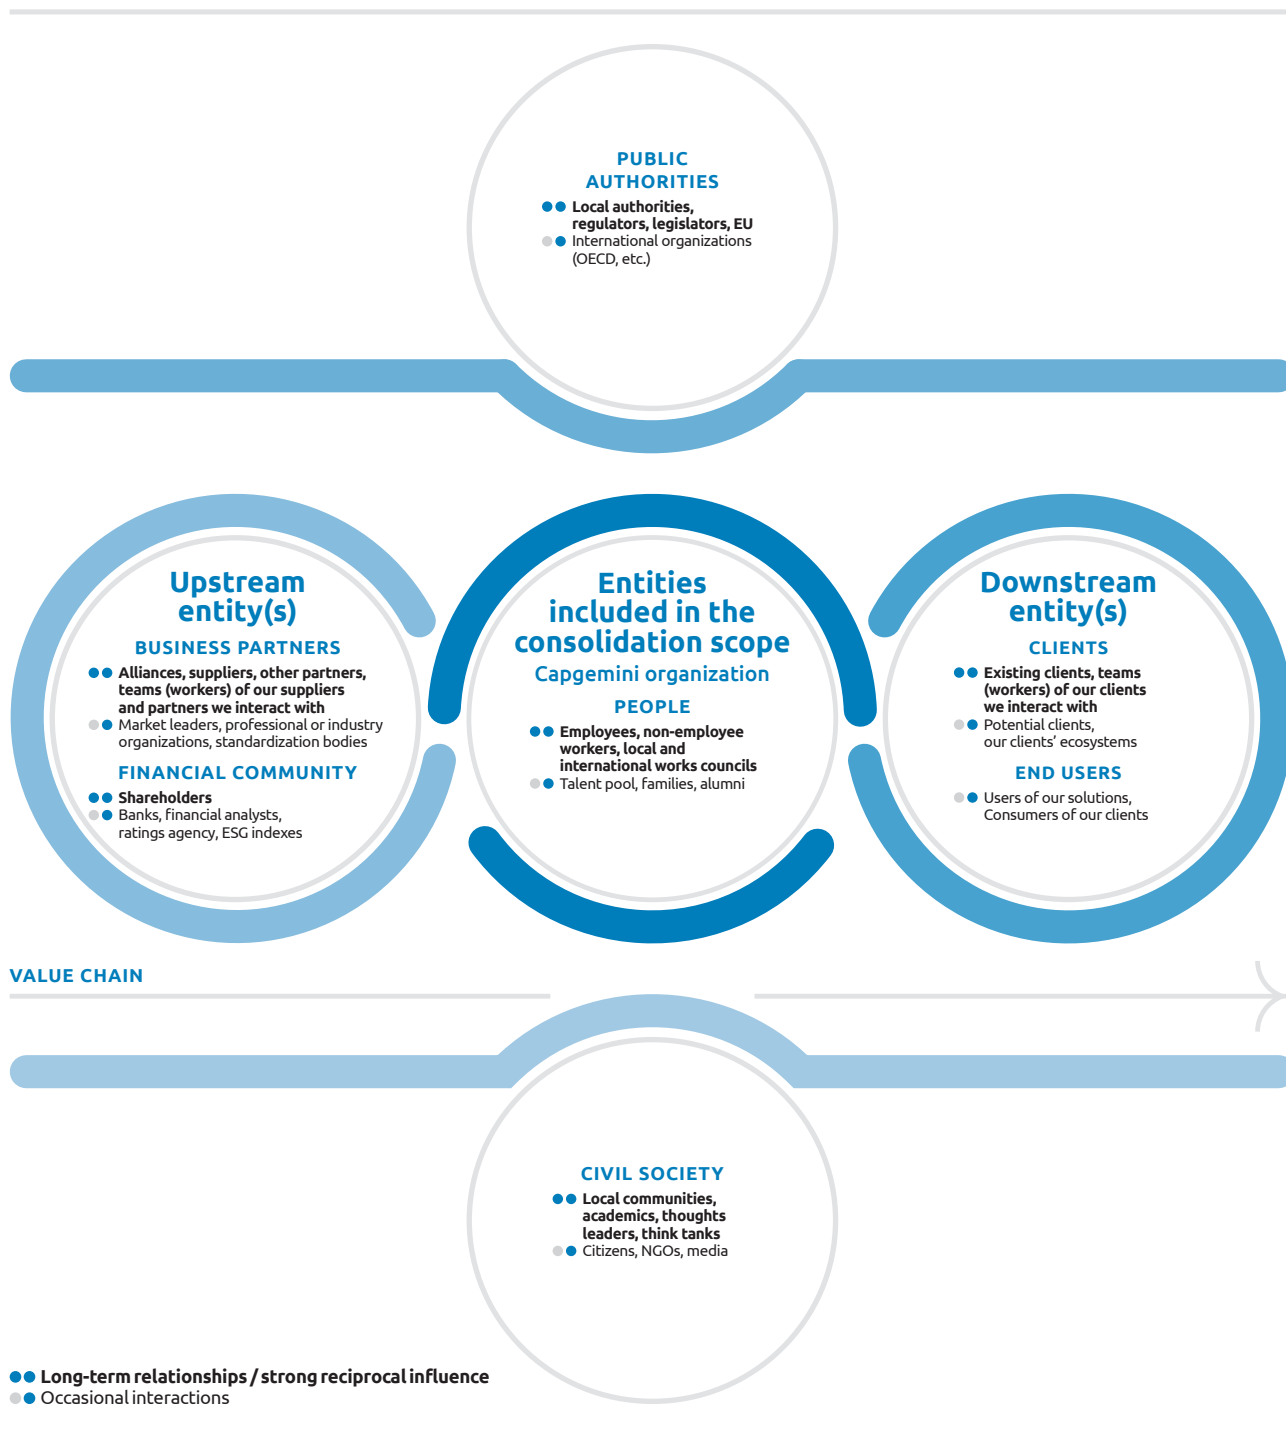 PUBLIC
AUTHORITIES
Local authorities,
regulators, legislators, EU
International organizations
(OECD, etc.)
Upstream
entity(s)
BUSINESS PARTNERS
Alliances, suppliers, other partners,
teams (workers) of our suppliers
and partners we interact with
Market leaders, professional or industry
organizations, standardization bodies
FINANCIAL COMMUNITY
Shareholders
Banks, financial analysts,
ratings agency, ESG indexes
Entities
included in the
consolidation scope
Capgemini organization
PEOPLE
Employees, non-employee
workers, local and
international works councils
Talent pool, families, alumni
Downstream
entity(s)
CLIENTS
Existing clients, teams
(workers) of our clients
we interact with
Potential clients,
our clients’ ecosystems
END USERS
Users of our solutions,
Consumers of our clients
VALUE CHAIN
CIVIL SOCIETY
Local communities,
academics, thoughts
leaders, think tanks
Citizens, NGOs, media
Long-term relationships / strong reciprocal influence
Occasional interactions